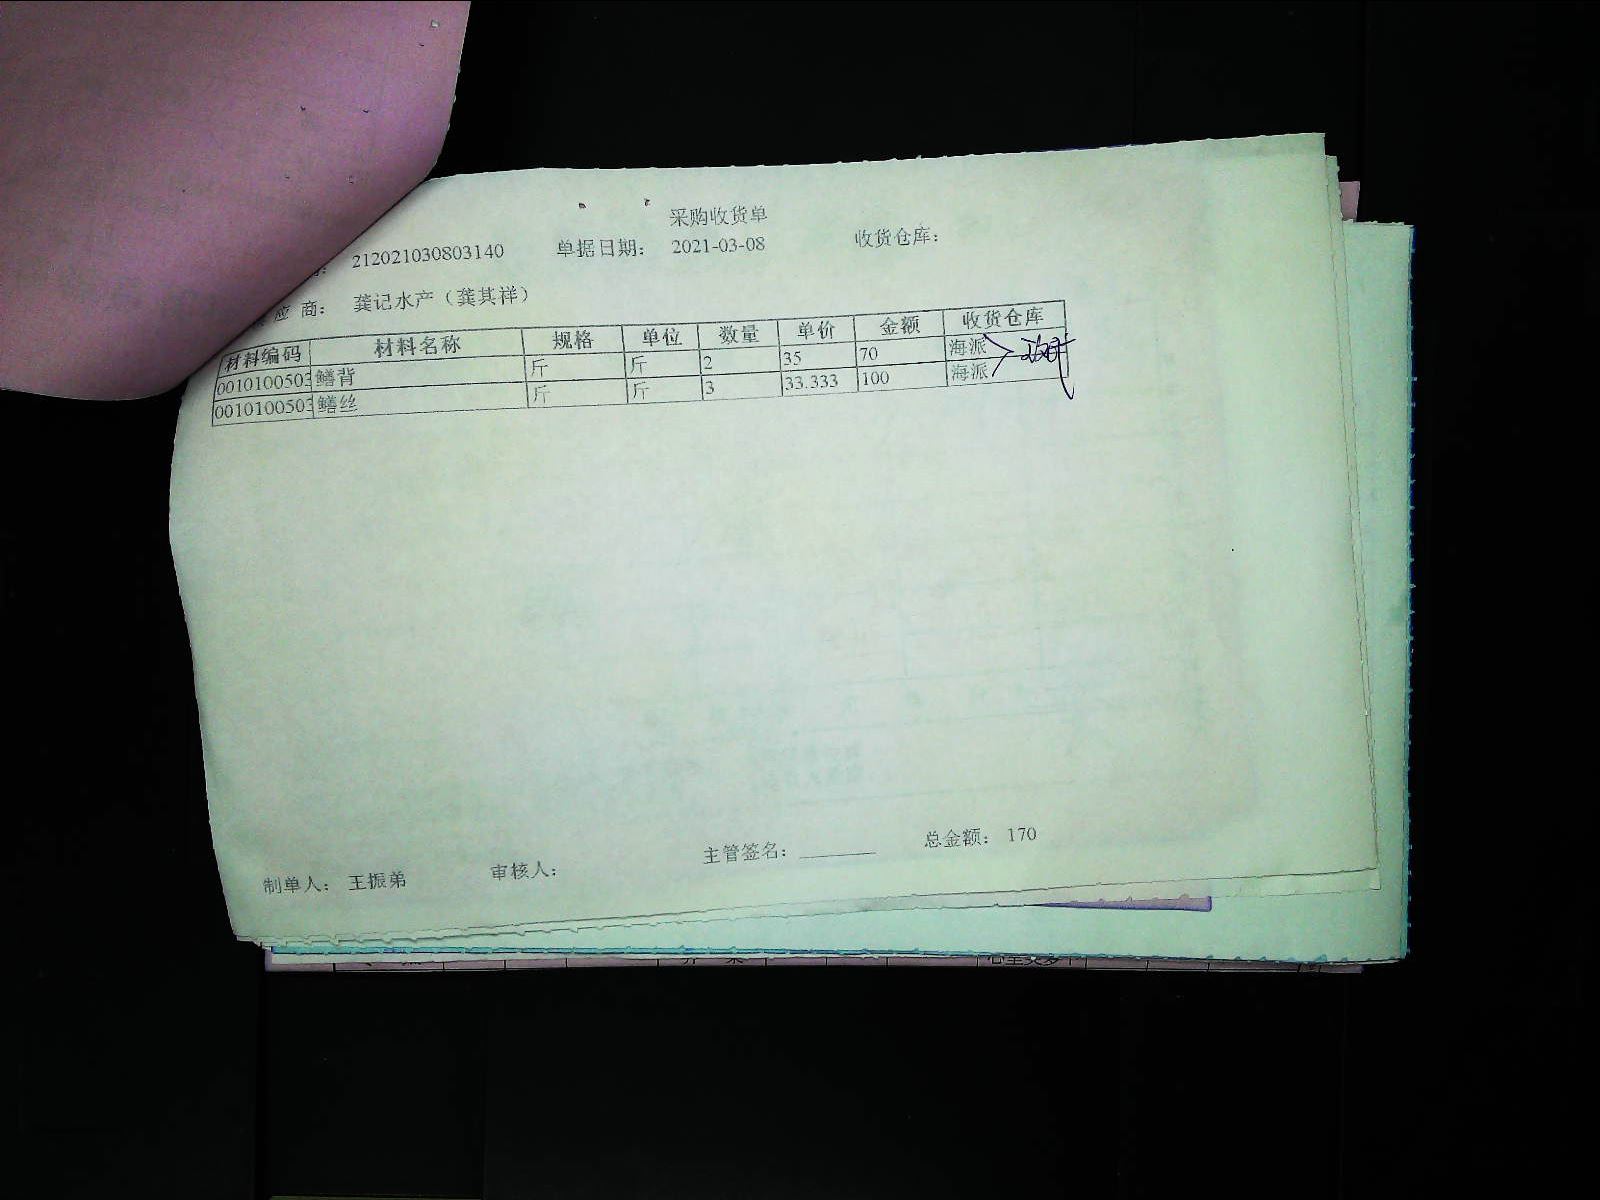 采购收货单
212021030803140 单据日期： 2021-03-08 收货仓库：
应 商： 龚记水产（龚其祥）
材料编码 材料名称 规格 单位 数量 单价 金额 收货仓库
0010100503 鳝背 斤 斤 2 35 70 海派
0010100503 鳝丝 斤 斤 3 33.333 100 海派
主管签名： 总金额： 170
制单人： 王振弟 审核人：